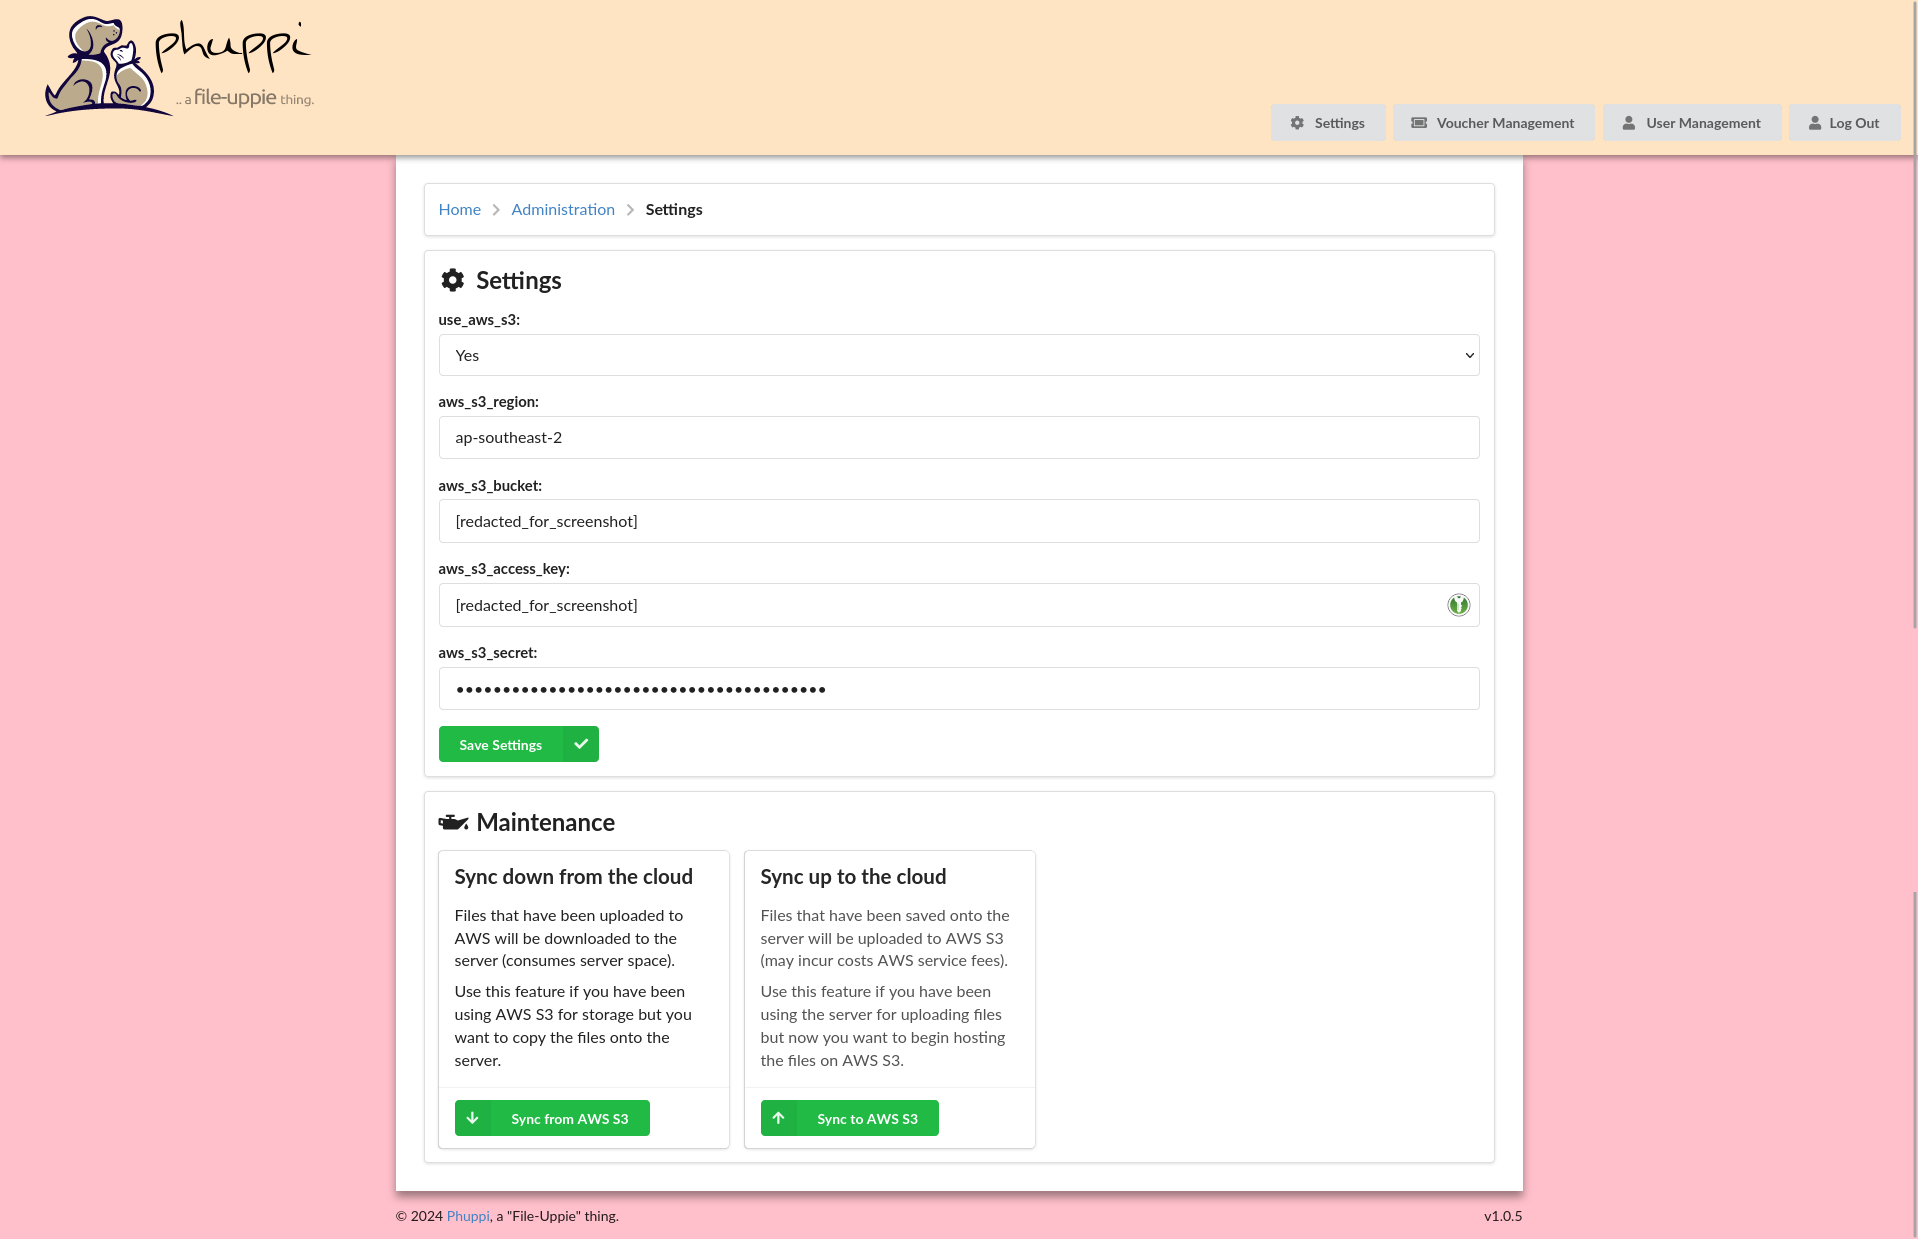 phuppi
.. a file-uppie thing.
Settings
Voucher Management
User Management
Log Out
Home > Administration > Settings
Settings
use_aws_s3:
Yes
aws_s3_region:
ap-southeast-2
aws_s3_bucket:
[redacted_for_screenshot]
aws_s3_access_key:
[redacted_for_screenshot]
aws_s3_secret:
••••••••••••••••••••••••••••••••••••••••
Save Settings
Maintenance
Sync down from the cloud
Files that have been uploaded to
AWS will be downloaded to the
server (consumes server space).
Use this feature if you have been
using AWS S3 for storage but you
want to copy the files onto the
server.
Sync from AWS S3
Sync up to the cloud
Files that have been saved onto the
server will be uploaded to AWS S3
(may incur costs AWS service fees).
Use this feature if you have been
using the server for uploading files
but now you want to begin hosting
the files on AWS S3.
Sync to AWS S3
© 2024 Phuppi, a "File-Uppie" thing.
v1.0.5